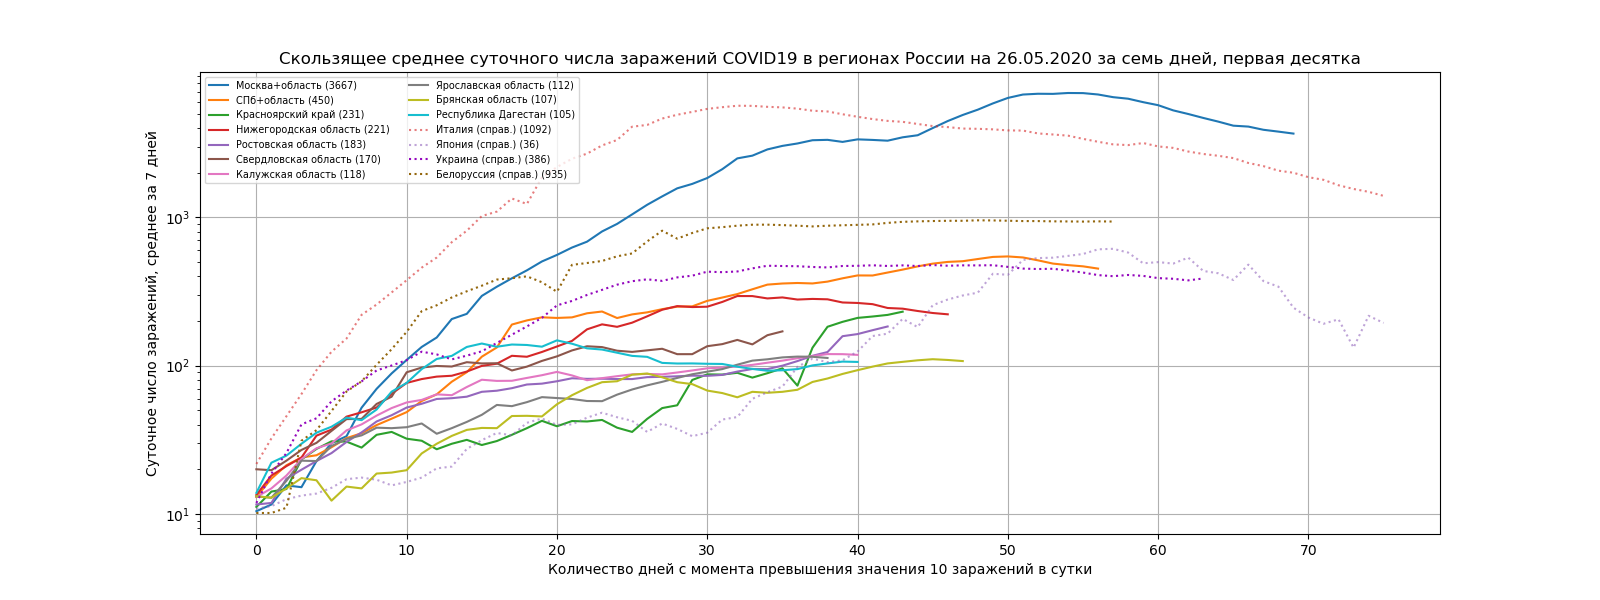 Скользящее среднее суточного числа заражений COVID19 в регионах России на 26.05.2020 за семь дней, первая десятка
Суточное число заражений, среднее за 7 дней
Москва+область (3667)
СПб+область (450)
Красноярский край (231)
Нижегородская область (221)
Ростовская область (183)
Свердловская область (170)
Калужская область (118)
Ярославская область (112)
Брянская область (107)
Республика Дагестан (105)
Италия (справ.) (1092)
Япония (справ.) (36)
Украина (справ.) (386)
Белоруссия (справ.) (935)
10³
10²
10¹
0 10 20 30 40 50 60 70
Количество дней с момента превышения значения 10 заражений в сутки